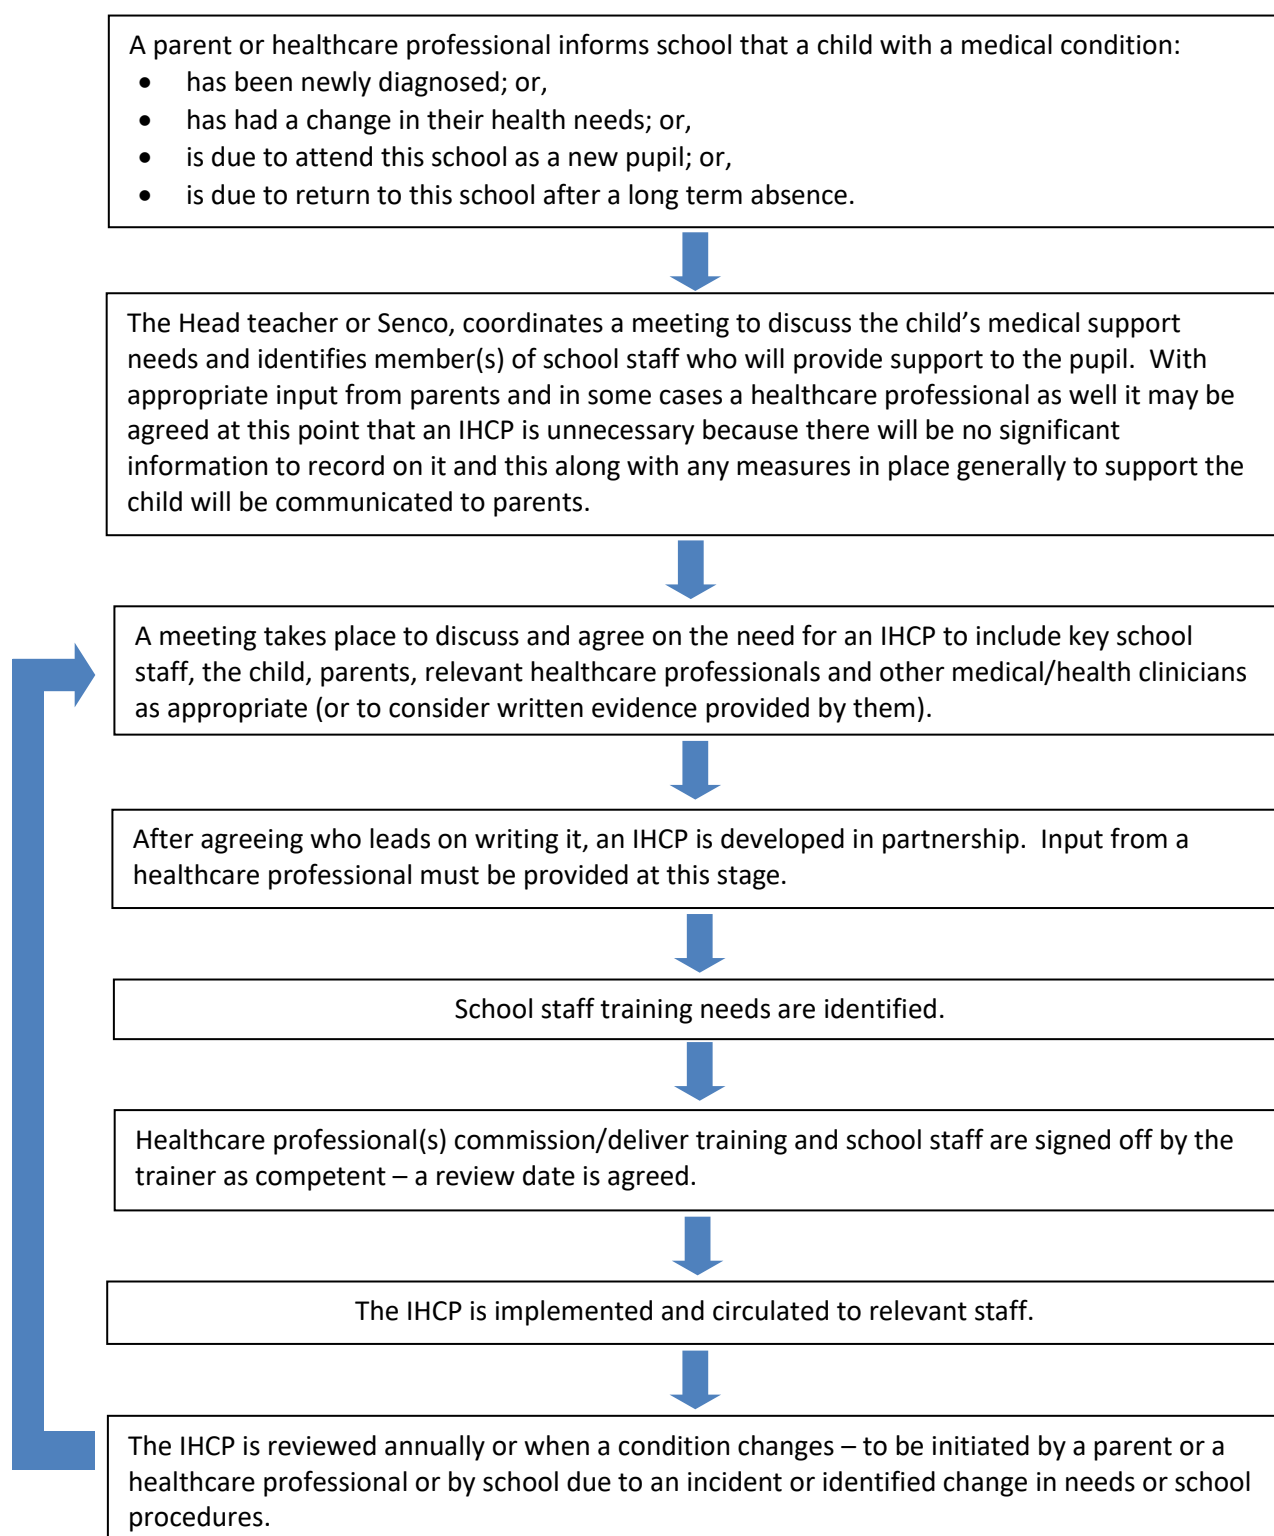 A parent or healthcare professional informs school that a child with a medical condition:
• has been newly diagnosed; or,
• has had a change in their health needs; or,
• is due to attend this school as a new pupil; or,
• is due to return to this school after a long term absence.
The Head teacher or Senco, coordinates a meeting to discuss the child’s medical support
needs and identifies member(s) of school staff who will provide support to the pupil.  With
appropriate input from parents and in some cases a healthcare professional as well it may be
agreed at this point that an IHCP is unnecessary because there will be no significant
information to record on it and this along with any measures in place generally to support the
child will be communicated to parents.
A meeting takes place to discuss and agree on the need for an IHCP to include key school
staff, the child, parents, relevant healthcare professionals and other medical/health clinicians
as appropriate (or to consider written evidence provided by them).
After agreeing who leads on writing it, an IHCP is developed in partnership.  Input from a
healthcare professional must be provided at this stage.
School staff training needs are identified.
Healthcare professional(s) commission/deliver training and school staff are signed off by the
trainer as competent – a review date is agreed.
The IHCP is implemented and circulated to relevant staff.
The IHCP is reviewed annually or when a condition changes – to be initiated by a parent or a
healthcare professional or by school due to an incident or identified change in needs or school
procedures.